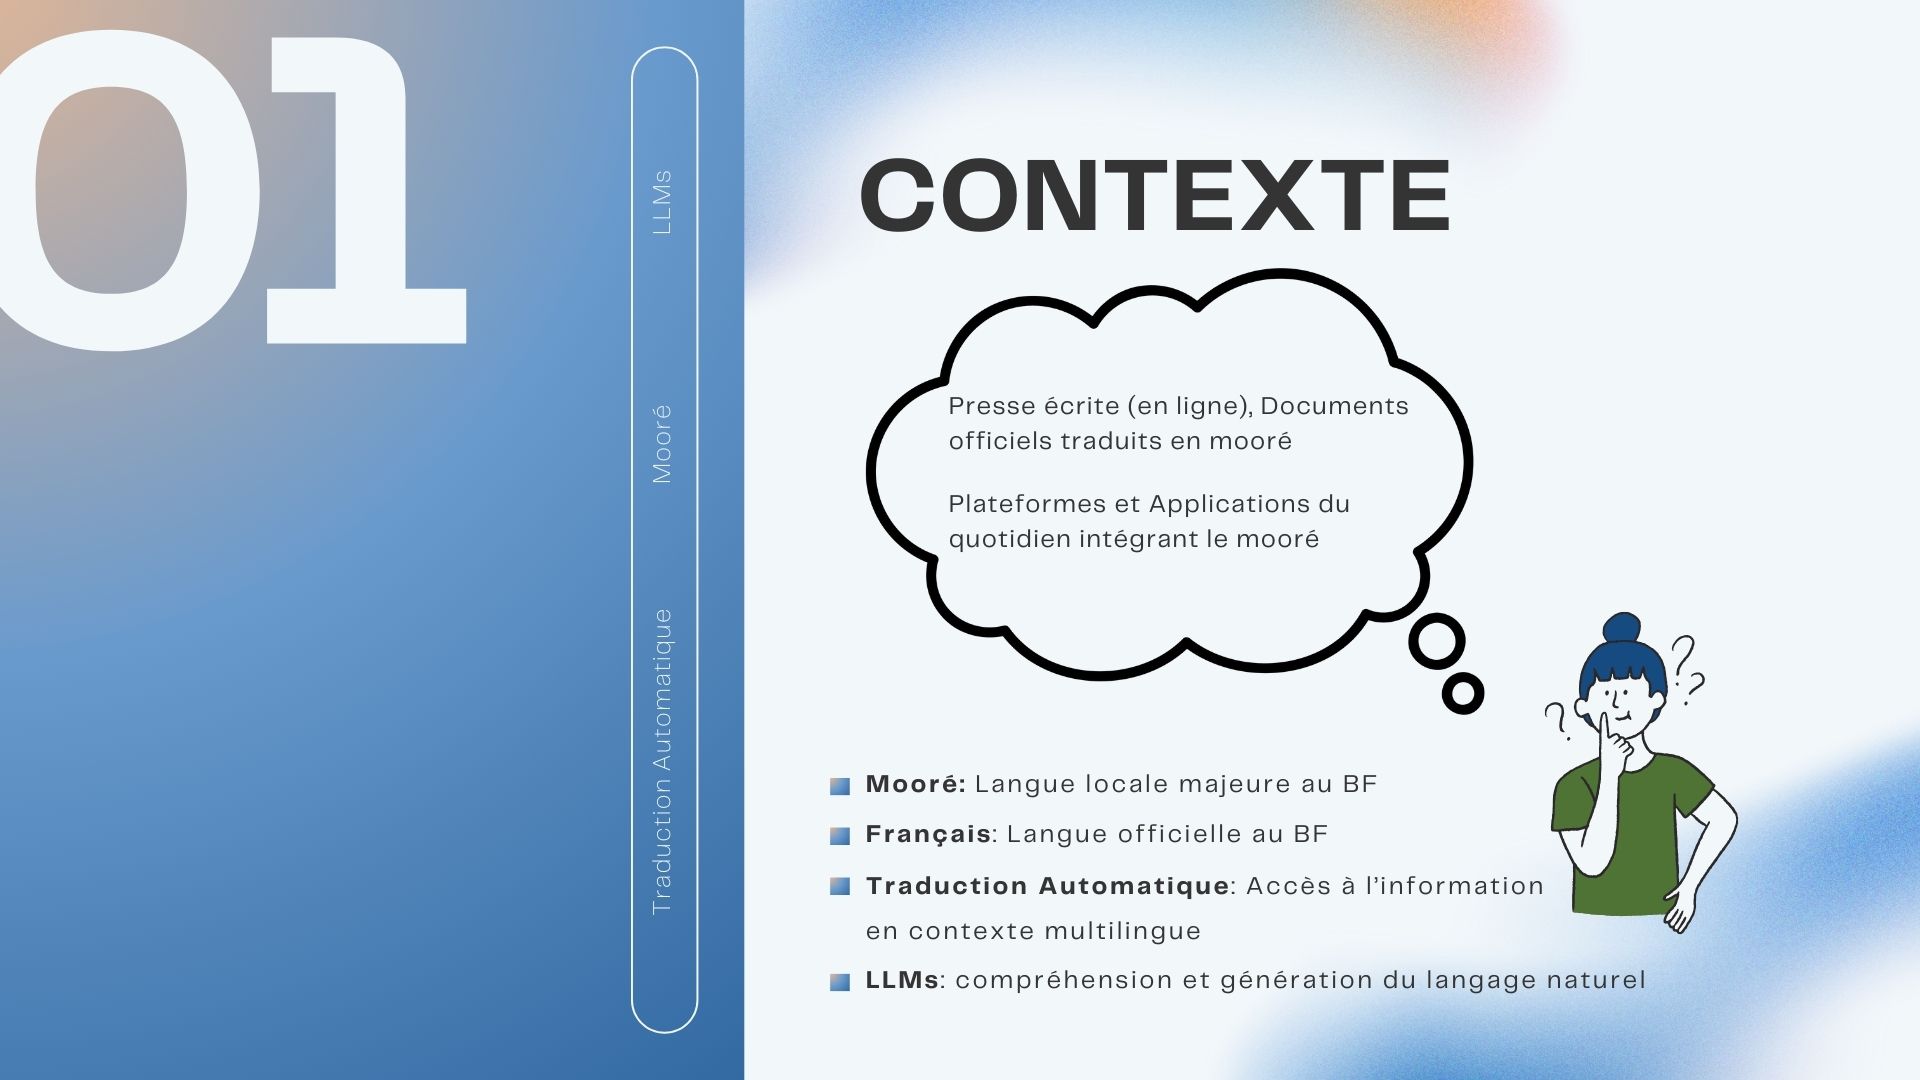 01
LLMs
Mooré
Traduction Automatique
CONTEXTE
Presse écrite (en ligne), Documents
officiels traduits en mooré
Plateformes et Applications du
quotidien intégrant le mooré
? ? ?
Mooré: Langue locale majeure au BF
Français: Langue officielle au BF
Traduction Automatique: Accès à l’information
en contexte multilingue
LLMs: compréhension et génération du langage naturel